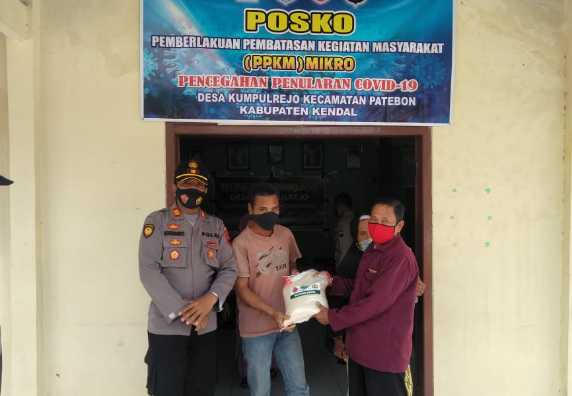 POSKO
PEMBERLAKUAN PEMBATASAN KEGIATAN MASYARAKAT
(PPKM) MIKRO
PENCEGAHAN PENULARAN COVID-19
DESA KUMPULREJO KECAMATAN PATEBON
KABUPATEN KENDAL